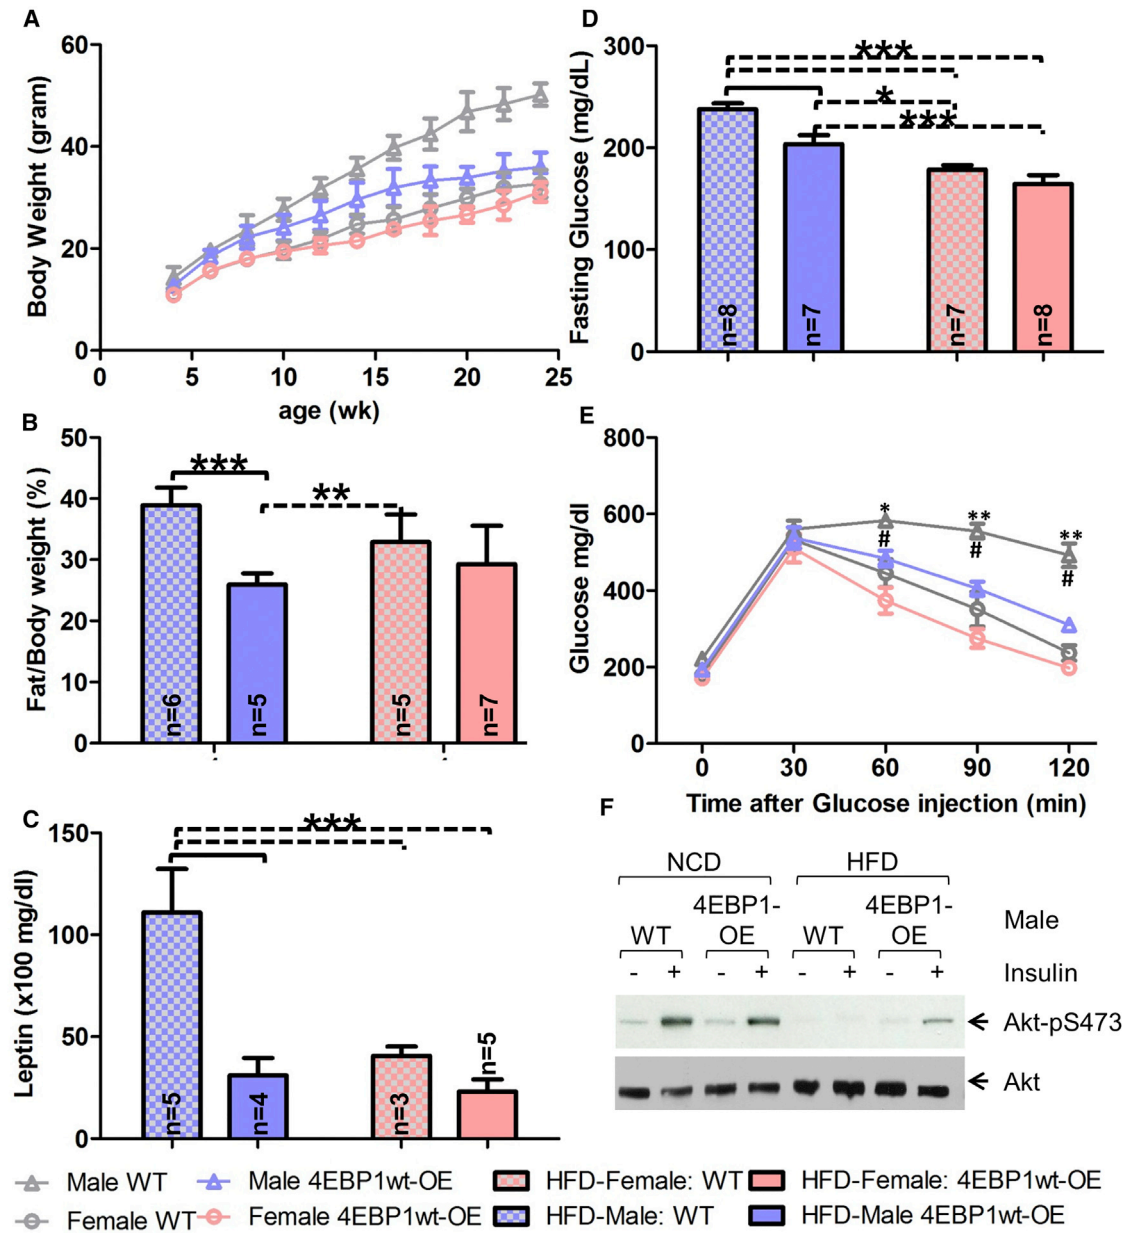 A
60
40
20
0
Body Weight (gram)
0 5 10 15 20 25
age (wk)
B
50
40
30
20
10
0
Fat/Body weight (%)
***
**
n=6
n=5
n=5
n=7
C
150
100
50
0
Leptin (x100 mg/dl)
***
n=5
n=4
n=3
n=5
D
300
200
100
0
Fasting Glucose (mg/dL)
***
*
***
n=8
n=7
n=7
n=8
E
800
600
400
200
0
Glucose mg/dl
* ** **
# # #
0 30 60 90 120
Time after Glucose injection (min)
F
NCD HFD
4EBP1- 4EBP1-
WT OE WT OE Male
- + - + - + - + Insulin
Akt-pS473
Akt
Male WT Male 4EBP1wt-OE HFD-Female: WT HFD-Female: 4EBP1wt-OE
Female WT Female 4EBP1wt-OE HFD-Male: WT HFD-Male 4EBP1wt-OE